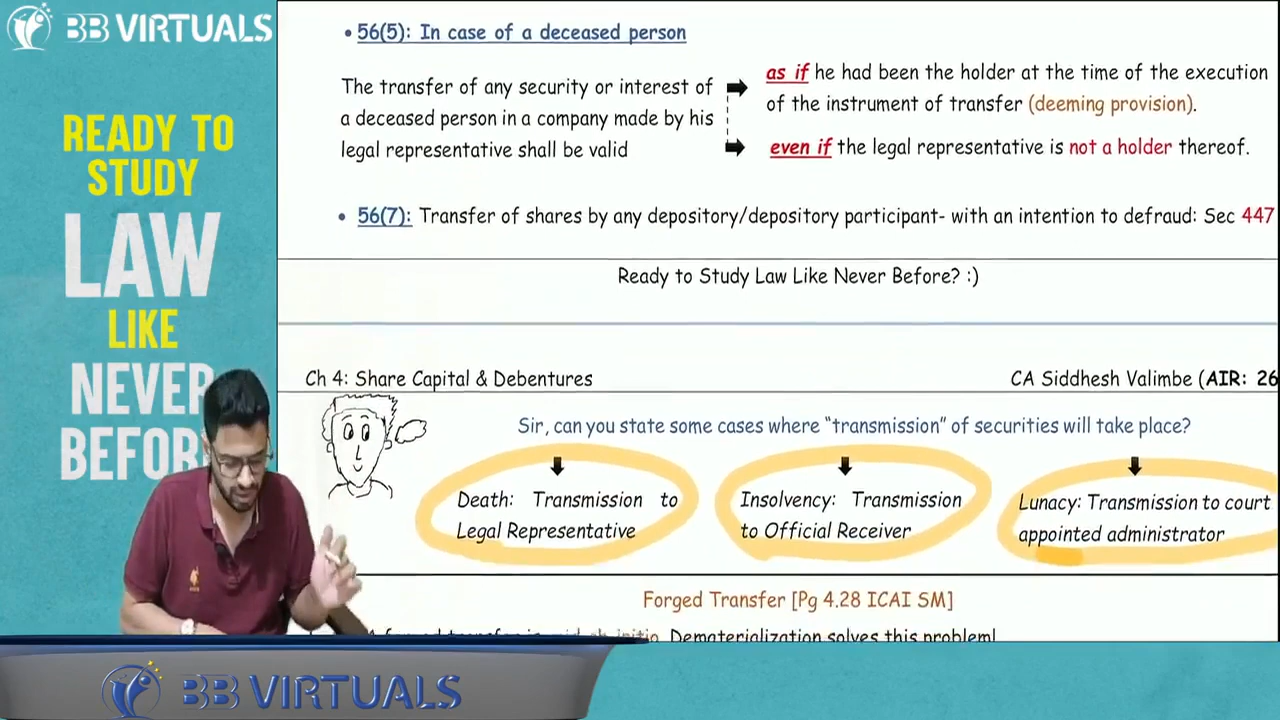 BB VIRTUALS
READY TO
STUDY
LAW
LIKE
NEVER
BEFOR
• 56(5): In case of a deceased person
The transfer of any security or interest of
a deceased person in a company made by his
legal representative shall be valid
as if he had been the holder at the time of the execution
of the instrument of transfer (deeming provision).
even if the legal representative is not a holder thereof.
• 56(7): Transfer of shares by any depository/depository participant- with an intention to defraud: Sec 447
Ready to Study Law Like Never Before? :)
Ch 4: Share Capital & Debentures
CA Siddhesh Valimbe (AIR: 26
Sir, can you state some cases where “transmission” of securities will take place?
Death: Transmission to
Legal Representative
Insolvency: Transmission
to Official Receiver
Lunacy: Transmission to court
appointed administrator
Forged Transfer [Pg 4.28 ICAI SM]
A forged transfer is void ab initio. Dematerialization solves this problem!
BB VIRTUALS